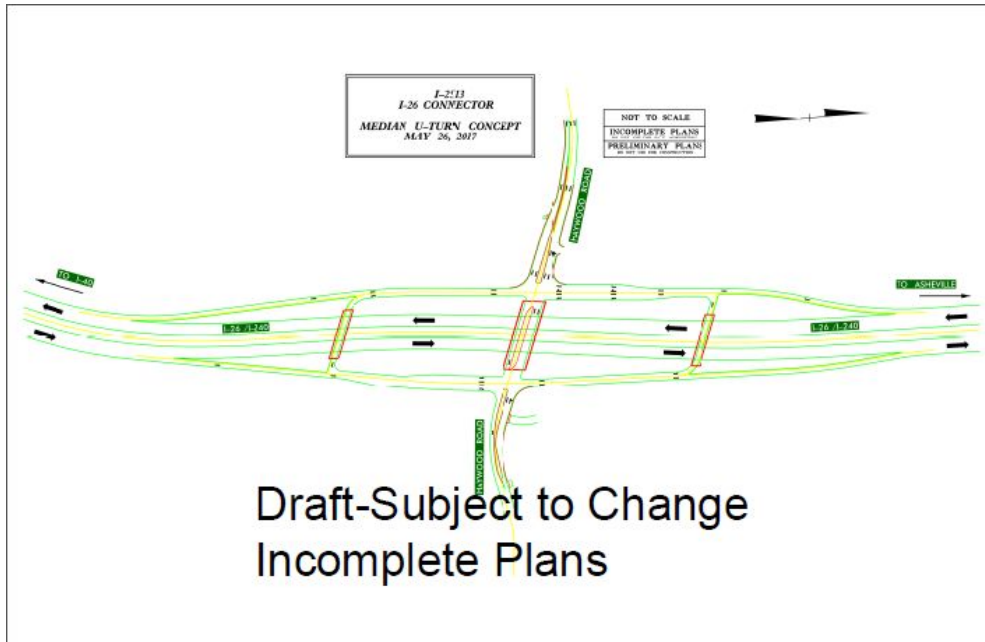 I-2513
I-26 CONNECTOR
MEDIAN U-TURN CONCEPT
MAY 26, 2017
NOT TO SCALE
INCOMPLETE PLANS
PRELIMINARY PLANS
HAYWOOD ROAD
TO I-40
TO ASHEVILLE
I-26 /I-240
I-26 /I-240
HAYWOOD ROAD
Draft-Subject to Change
Incomplete Plans